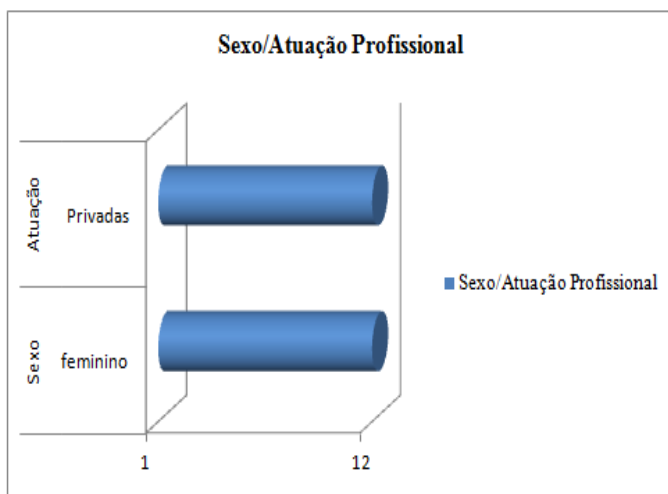 Sexo/Atuação Profissional
Atuação
Privadas
Sexo/Atuação Profissional
Sexo
feminino
1
12